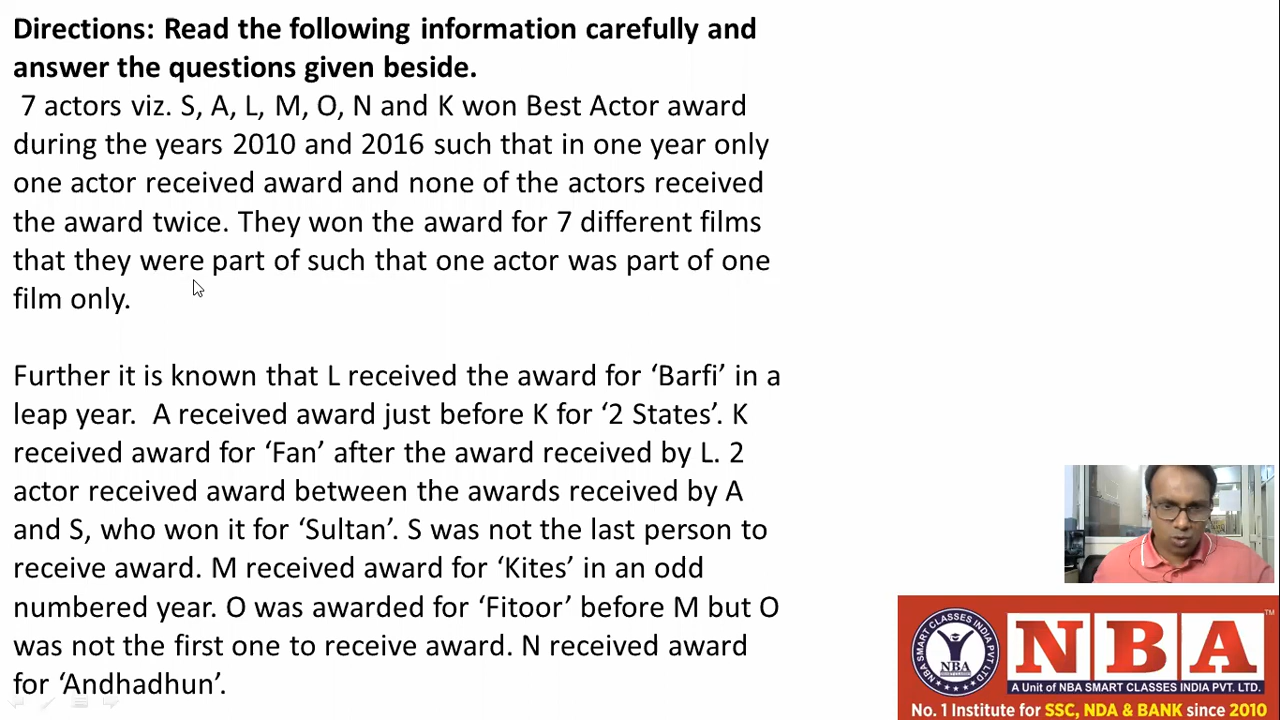 Directions: Read the following information carefully and
answer the questions given beside.
7 actors viz. S, A, L, M, O, N and K won Best Actor award
during the years 2010 and 2016 such that in one year only
one actor received award and none of the actors received
the award twice. They won the award for 7 different films
that they were part of such that one actor was part of one
film only.
Further it is known that L received the award for ‘Barfi’ in a
leap year. A received award just before K for ‘2 States’. K
received award for ‘Fan’ after the award received by L. 2
actor received award between the awards received by A
and S, who won it for ‘Sultan’. S was not the last person to
receive award. M received award for ‘Kites’ in an odd
numbered year. O was awarded for ‘Fitoor’ before M but O
was not the first one to receive award. N received award
for ‘Andhadhun’.
NBA SMART CLASSES INDIA PVT. LTD.
NBA
NBA
TM
A Unit of NBA SMART CLASSES INDIA PVT. LTD.
No. 1 Institute for SSC, NDA & BANK since 2010